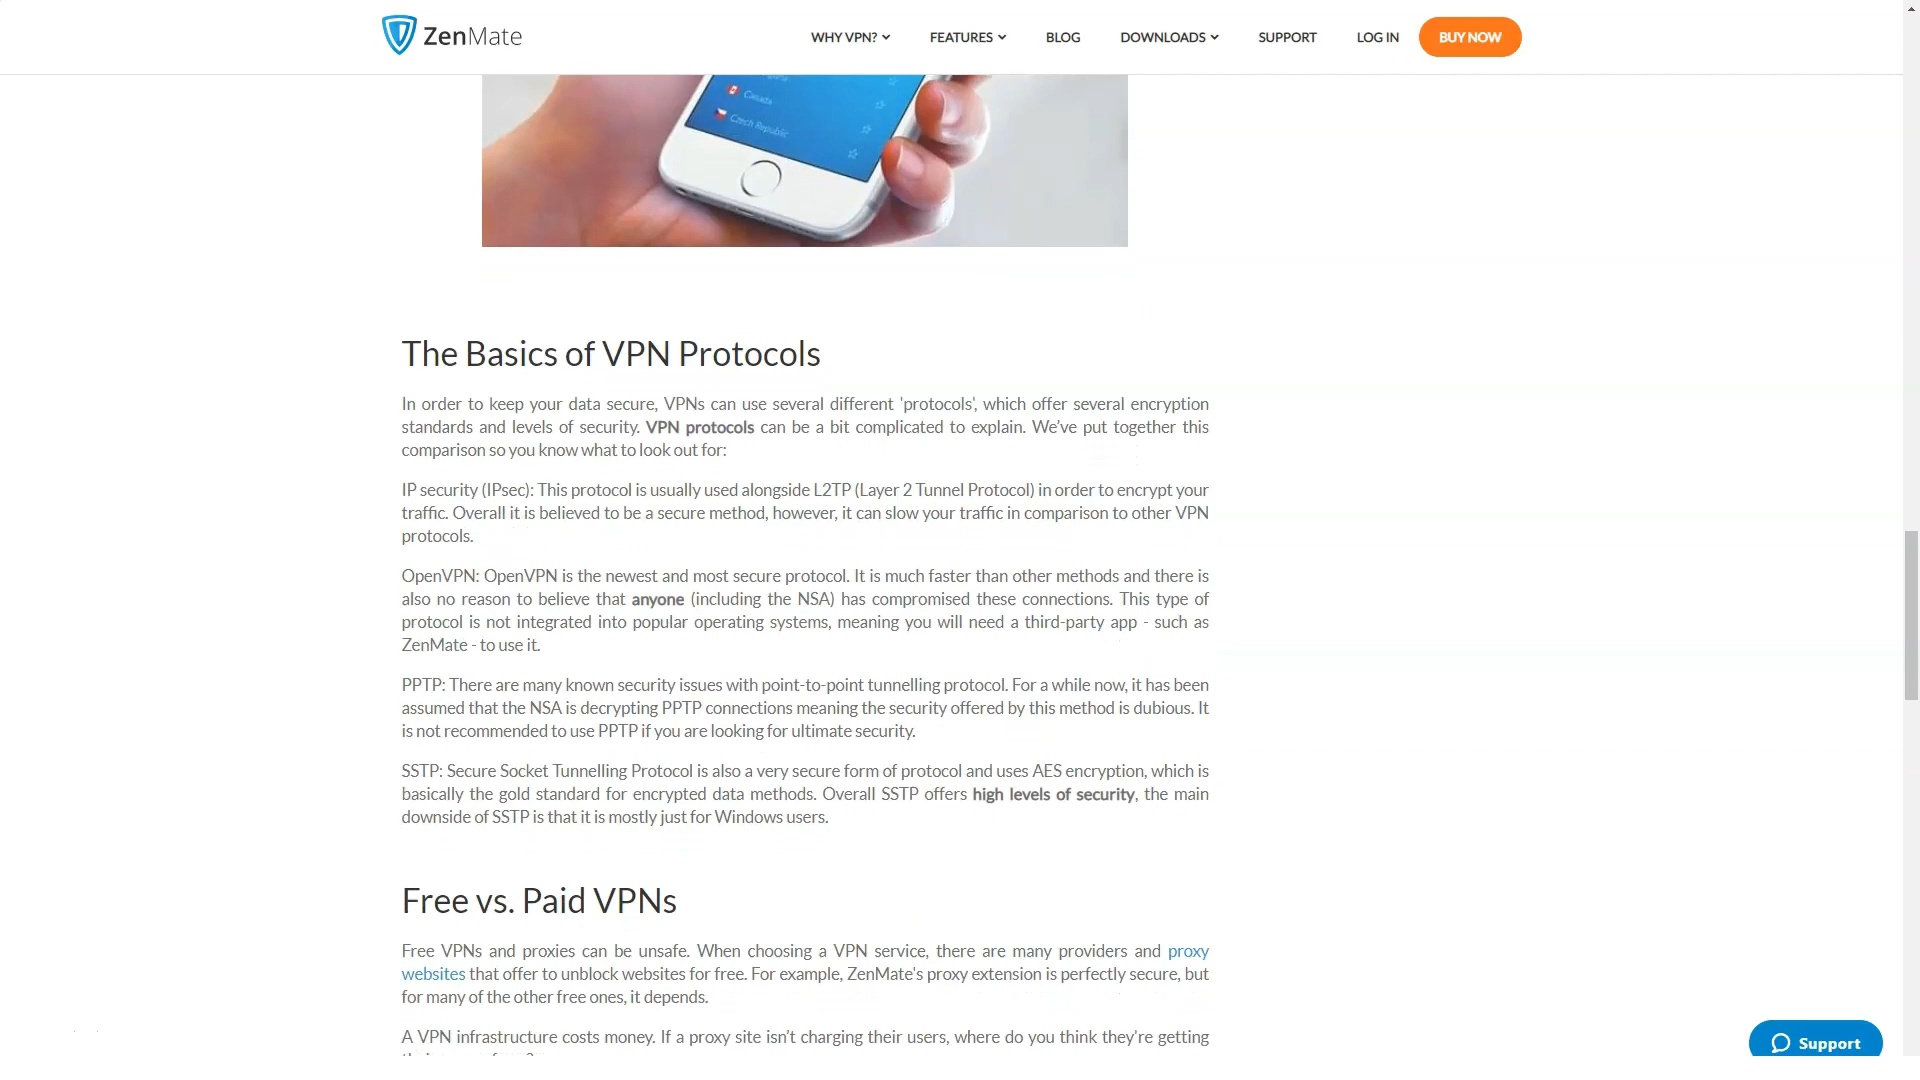 ZenMate
WHY VPN?
FEATURES
BLOG
DOWNLOADS
SUPPORT
LOG IN
BUY NOW
Canada
Czech Republic
The Basics of VPN Protocols
In order to keep your data secure, VPNs can use several different 'protocols', which offer several encryption
standards and levels of security. VPN protocols can be a bit complicated to explain. We’ve put together this
comparison so you know what to look out for:
IP security (IPsec): This protocol is usually used alongside L2TP (Layer 2 Tunnel Protocol) in order to encrypt your
traffic. Overall it is believed to be a secure method, however, it can slow your traffic in comparison to other VPN
protocols.
OpenVPN: OpenVPN is the newest and most secure protocol. It is much faster than other methods and there is
also no reason to believe that anyone (including the NSA) has compromised these connections. This type of
protocol is not integrated into popular operating systems, meaning you will need a third-party app - such as
ZenMate - to use it.
PPTP: There are many known security issues with point-to-point tunnelling protocol. For a while now, it has been
assumed that the NSA is decrypting PPTP connections meaning the security offered by this method is dubious. It
is not recommended to use PPTP if you are looking for ultimate security.
SSTP: Secure Socket Tunnelling Protocol is also a very secure form of protocol and uses AES encryption, which is
basically the gold standard for encrypted data methods. Overall SSTP offers high levels of security, the main
downside of SSTP is that it is mostly just for Windows users.
Free vs. Paid VPNs
Free VPNs and proxies can be unsafe. When choosing a VPN service, there are many providers and proxy
websites that offer to unblock websites for free. For example, ZenMate's proxy extension is perfectly secure, but
for many of the other free ones, it depends.
A VPN infrastructure costs money. If a proxy site isn’t charging their users, where do you think they're getting
Support